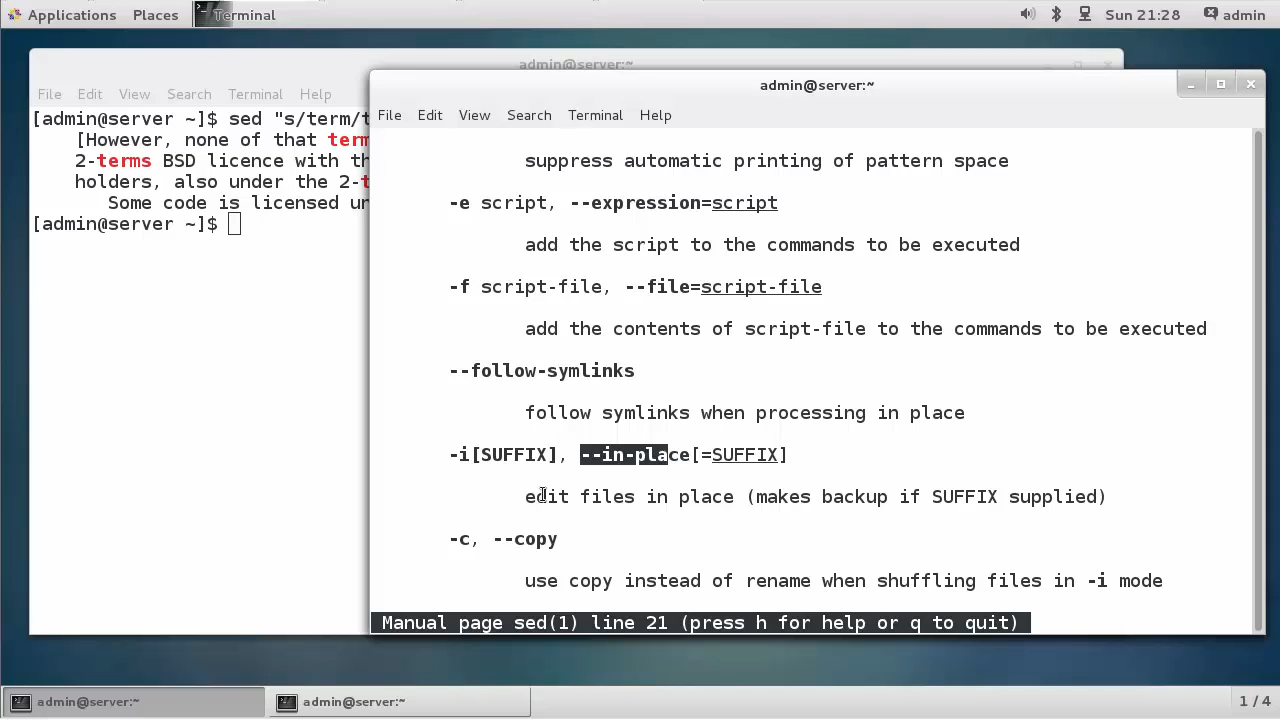 Applications Places Terminal Sun 21:28 admin
admin@server:~
File Edit View Search Terminal Help
[admin@server ~]$ sed "s/term/t
[However, none of that term
2-terms BSD licence with th
holders, also under the 2-t
Some code is licensed un
[admin@server ~]$
admin@server:~
File Edit View Search Terminal Help
suppress automatic printing of pattern space
-e script, --expression=script
add the script to the commands to be executed
-f script-file, --file=script-file
add the contents of script-file to the commands to be executed
--follow-symlinks
follow symlinks when processing in place
-i[SUFFIX], --in-place[=SUFFIX]
edit files in place (makes backup if SUFFIX supplied)
-c, --copy
use copy instead of rename when shuffling files in -i mode
Manual page sed(1) line 21 (press h for help or q to quit)
admin@server:~ admin@server:~ 1 / 4